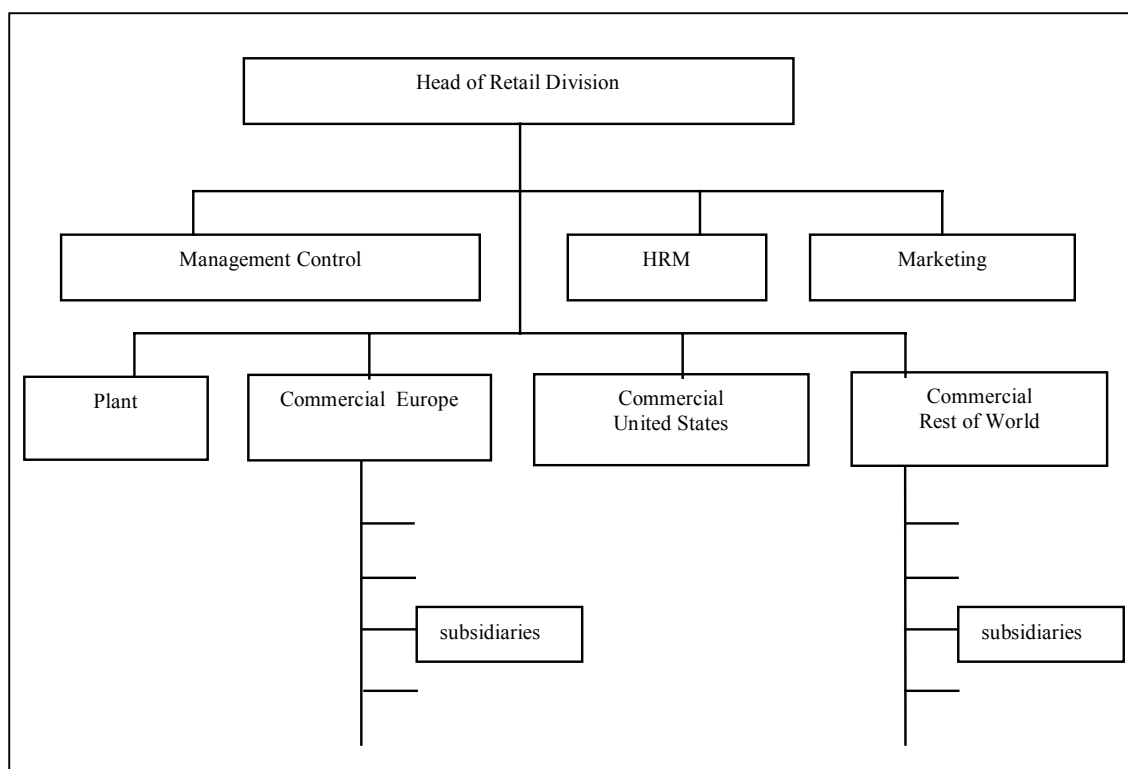 Head of Retail Division
Management Control
HRM
Marketing
Plant
Commercial Europe
Commercial
United States
Commercial
Rest of World
subsidiaries
subsidiaries